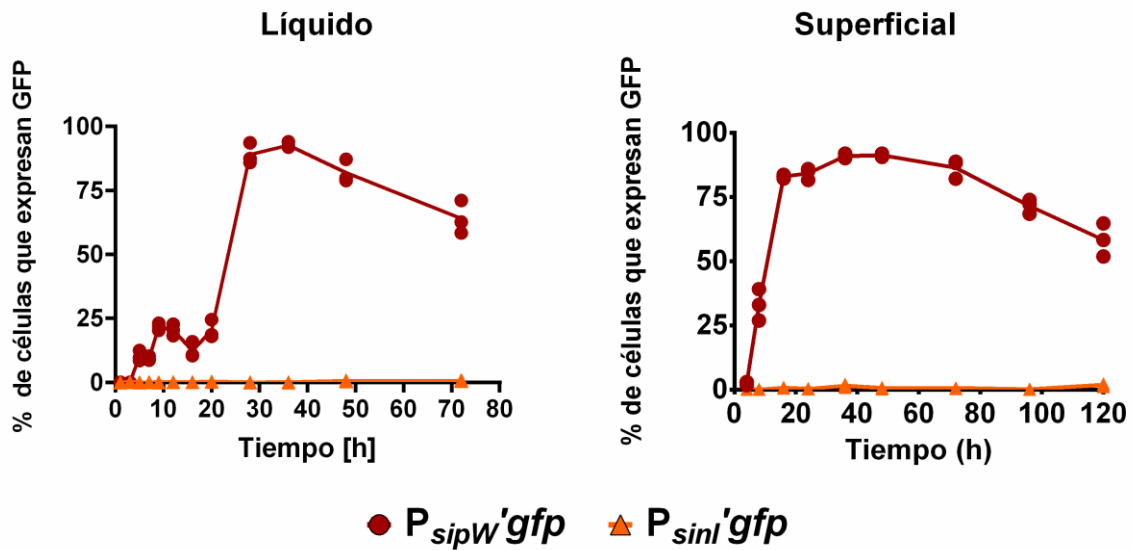 Líquido
% de células que expresan GFP
100
75
50
25
0
0 10 20 30 40 50 60 70 80
Tiempo [h]
Superficial
% de células que expresan GFP
100
75
50
25
0
0 20 40 60 80 100 120
Tiempo (h)
PsipW'gfp PsinI'gfp